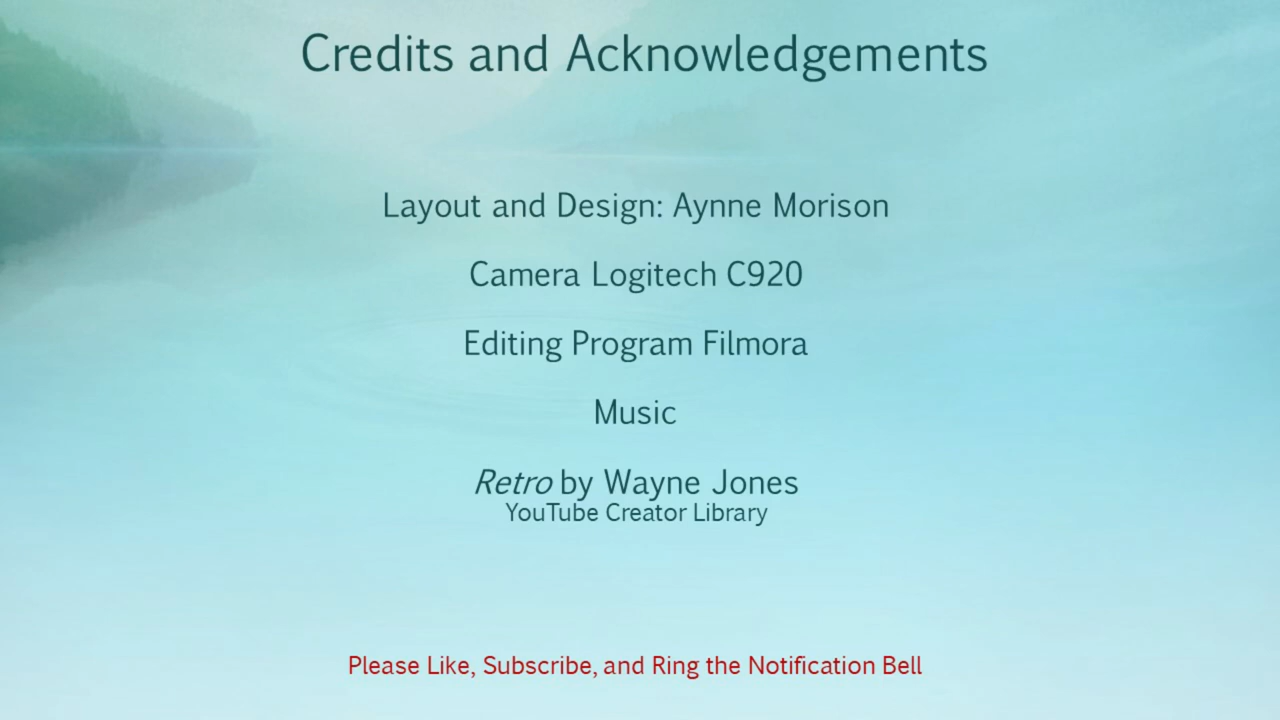 Credits and Acknowledgements
Layout and Design: Aynne Morison
Camera Logitech C920
Editing Program Filmora
Music
Retro by Wayne Jones
YouTube Creator Library
Please Like, Subscribe, and Ring the Notification Bell